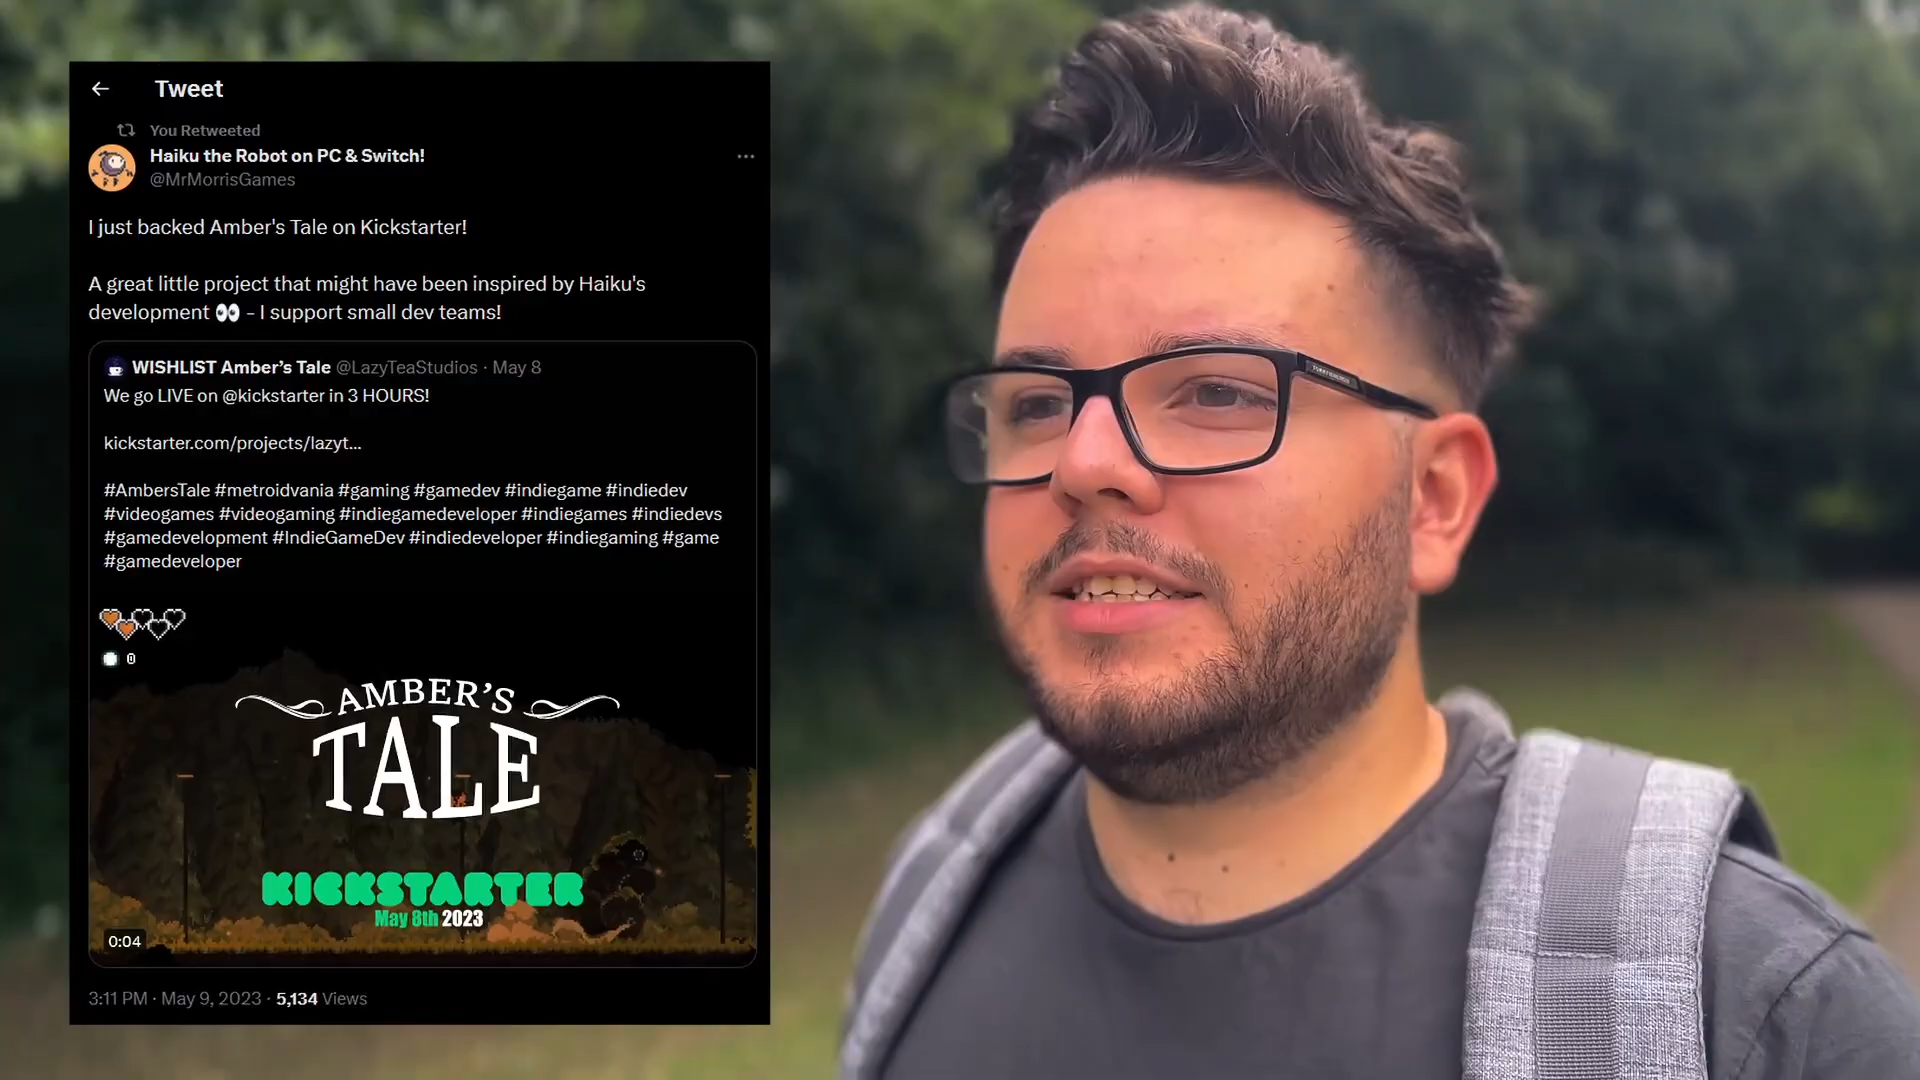 Tweet
You Retweeted
Haiku the Robot on PC & Switch!
@MrMorrisGames
I just backed Amber's Tale on Kickstarter!
A great little project that might have been inspired by Haiku's
development 👀 - I support small dev teams!
WISHLIST Amber's Tale @LazyTeaStudios · May 8
We go LIVE on @kickstarter in 3 HOURS!
kickstarter.com/projects/lazyt...
#AmbersTale #metroidvania #gaming #gamedev #indiegame #indiedev
#videogames #videogaming #indiegamedeveloper #indiegames #indiedevs
#gamedevelopment #IndieGameDev #indiedeveloper #indiegaming #game
#gamedeveloper
0
AMBER'S
TALE
KICKSTARTER
May 8th 2023
0:04
3:11 PM · May 9, 2023 · 5,134 Views